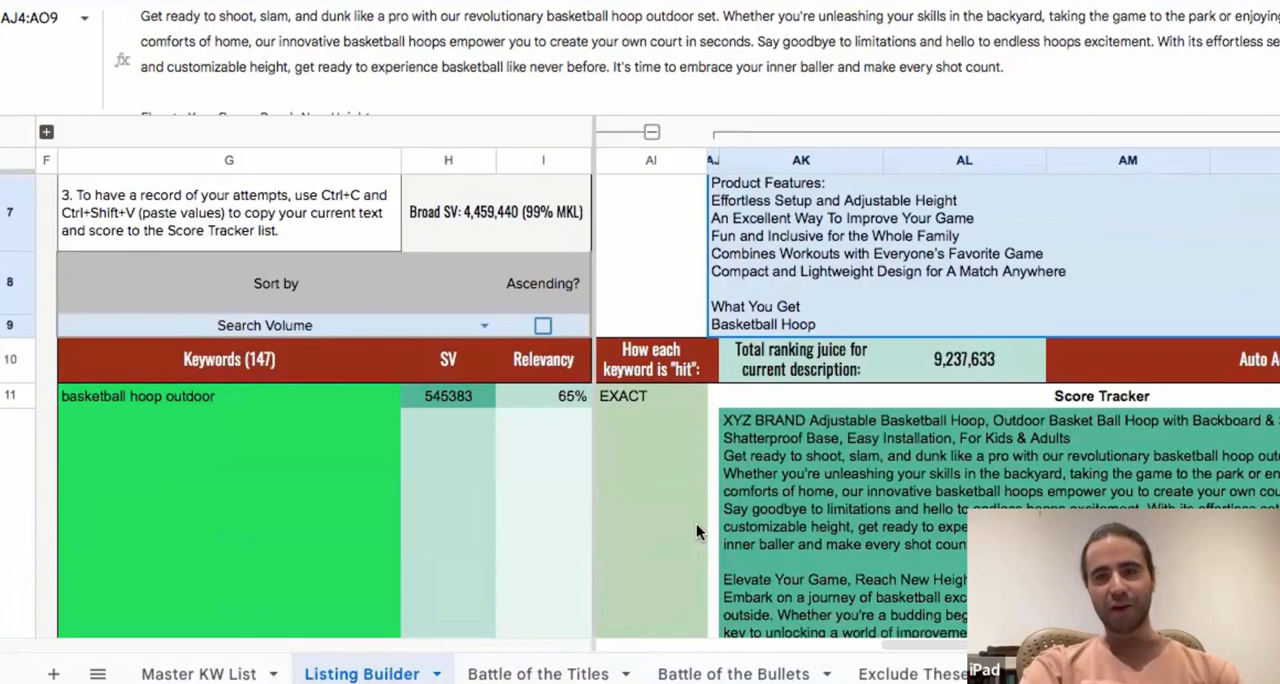 AJ4:AO9
Get ready to shoot, slam, and dunk like a pro with our revolutionary basketball hoop outdoor set. Whether you're unleashing your skills in the backyard, taking the game to the park or enjoying
comforts of home, our innovative basketball hoops empower you to create your own court in seconds. Say goodbye to limitations and hello to endless hoops excitement. With its effortless se
fx
and customizable height, get ready to experience basketball like never before. It's time to embrace your inner baller and make every shot count.
F G H I AI AJ AK AL AM
7
3. To have a record of your attempts, use Ctrl+C and
Ctrl+Shift+V (paste values) to copy your current text
and score to the Score Tracker list.
Broad SV: 4,459,440 (99% MKL)
Product Features:
Effortless Setup and Adjustable Height
An Excellent Way To Improve Your Game
Fun and Inclusive for the Whole Family
Combines Workouts with Everyone's Favorite Game
Compact and Lightweight Design for A Match Anywhere
8
Sort by
Ascending?
What You Get
9
Search Volume
Basketball Hoop
10
Keywords (147)
SV
Relevancy
How each
keyword is "hit":
Total ranking juice for
current description:
9,237,633
Auto A
11
basketball hoop outdoor
545383
65%
EXACT
Score Tracker
XYZ BRAND Adjustable Basketball Hoop, Outdoor Basket Ball Hoop with Backboard &
Shatterproof Base, Easy Installation, For Kids & Adults
Get ready to shoot, slam, and dunk like a pro with our revolutionary basketball hoop
Whether you're unleashing your skills in the backyard, taking the game to the park or
comforts of home, our innovative basketball hoops empower you to create your own
Say goodbye to limitations and hello to endless hoops excitement. With its effortless
customizable height, get ready to
inner baller and make every shot
Elevate Your Game, Reach New
Embark on a journey of basketball
outside. Whether you're a budding
key to unlocking a world of
iPad
Master KW List
Listing Builder
Battle of the Titles
Battle of the Bullets
Exclude These